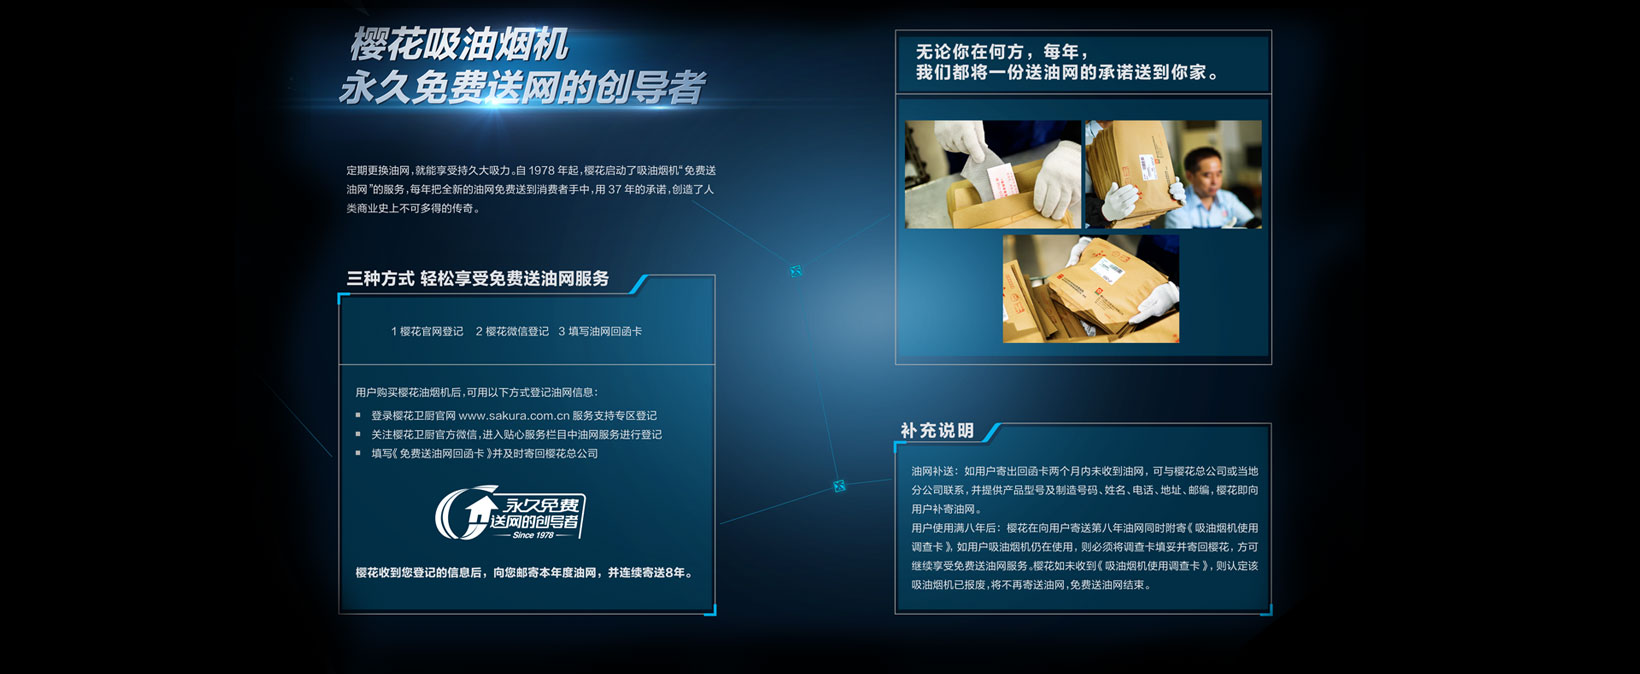 樱花吸油烟机
永久免费送网的创导者
定期更换油网,就能享受持久大吸力。自1978年起,樱花启动了吸油烟机“免费送
油网”的服务,每年把全新的油网免费送到消费者手中,用37年的承诺,创造了人
类商业史上不可多得的传奇。
三种方式 轻松享受免费送油网服务
1 樱花官网登记 2 樱花微信登记 3 填写油网回函卡
用户购买樱花油烟机后,可用以下方式登记油网信息：
登录樱花卫厨官网 www.sakura.com.cn 服务支持专区登记
关注樱花卫厨官方微信,进入贴心服务栏目中油网服务进行登记
填写《免费送油网回函卡》并及时寄回樱花总公司
永久免费
送网的创导者
Since 1978
樱花收到您登记的信息后，向您邮寄本年度油网，并连续寄送8年。
无论你在何方，每年，
我们都将一份送油网的承诺送到你家。
补充说明
油网补送：如用户寄出回函卡两个月内未收到油网，可与樱花总公司或当地
分公司联系,并提供产品型号及制造号码、姓名、电话、地址、邮编，樱花即向
用户补寄油网。
用户使用满八年后：樱花在向用户寄送第八年油网同时附寄《吸油烟机使用
调查卡》,如用户吸油烟机仍在使用，则必须将调查卡填妥并寄回樱花，方可
继续享受免费送油网服务。樱花如未收到《吸油烟机使用调查卡》，则认定该
吸油烟机已报废,将不再寄送油网,免费送油网结束。